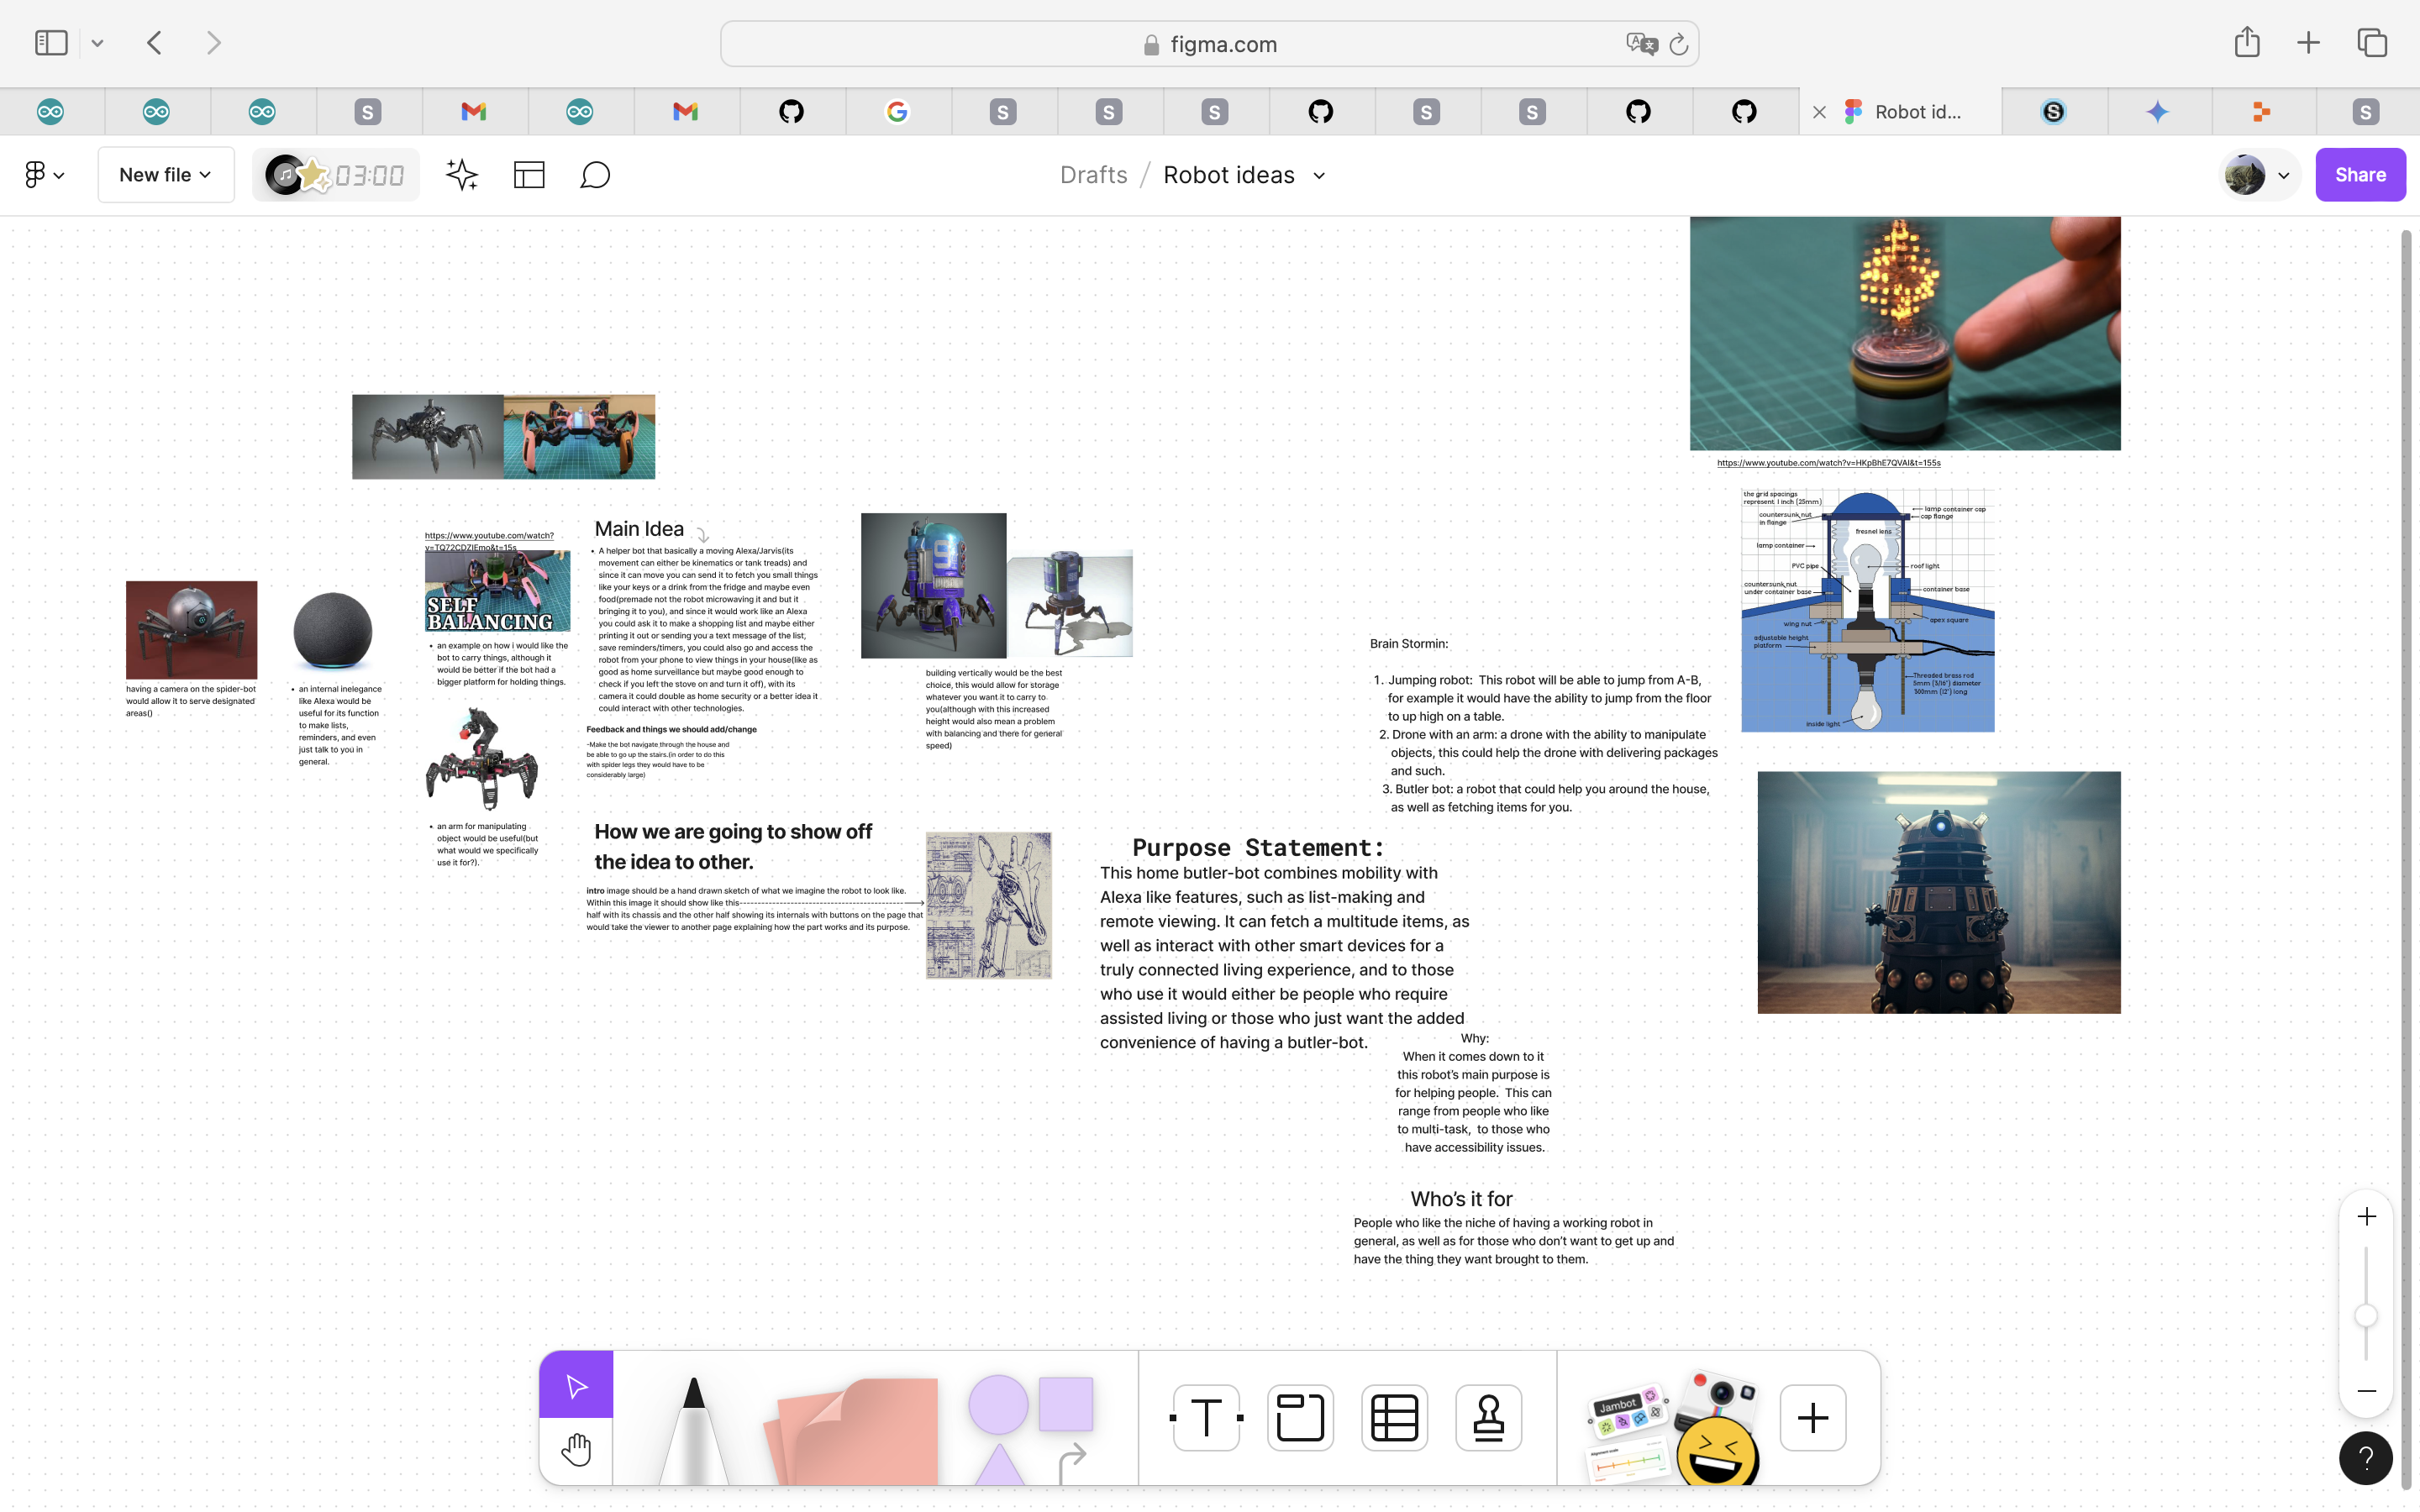 figma.com
Robot id...
New file
03:00
Drafts / Robot ideas
Share
https://www.youtube.com/watch?v=HKpBhE7QVAI&t=155s
the grid spacings
represent 1 inch (25mm)
countersunk nut
in flange
lamp container cap
cap flange
fresnel lens
lamp container
PVC pipe
roof light
countersunk nut
under container base
container base
wing nut
apex square
adjustable height
platform
Threaded brass rod
5mm (3/16") diameter
300mm (12") long
inside light
https://www.youtube.com/watch?
v=TQ72CDZIEmo&t=15s
SELF
BALANCING
• an example on how i would like the
bot to carry things, although it
would be better if the bot had a
bigger platform for holding things.
having a camera on the spider-bot
would allow it to serve designated
areas()
• an internal inelegance
like Alexa would be
useful for its function
to make lists,
reminders, and even
just talk to you in
general.
• an arm for manipulating
object would be useful(but
what would we specifically
use it for?).
Main Idea
• A helper bot that basically a moving Alexa/Jarvis(its
movement can either be kinematics or tank treads) and
since it can move you can send it to fetch you small things
like your keys or a drink from the fridge and maybe even
food(premade not the robot microwaving it and but it
bringing it to you), and since it would work like an Alexa
you could ask it to make a shopping list and maybe either
printing it out or sending you a text message of the list;
save reminders/timers, you could also go and access the
robot from your phone to view things in your house(like as
good as home surveillance but maybe good enough to
check if you left the stove on and turn it off), with its
camera it could double as home security or a better idea it
could interact with other technologies.
Feedback and things we should add/change
-Make the bot navigate through the house and
be able to go up the stairs.(in order to do this
with spider legs they would have to be
considerably large)
building vertically would be the best
choice, this would allow for storage
whatever you want it to carry to
you(although with this increased
height would also mean a problem
with balancing and there for general
speed)
How we are going to show off
the idea to other.
intro image should be a hand drawn sketch of what we imagine the robot to look like.
Within this image it should show like this
half with its chassis and the other half showing its internals with buttons on the page that
would take the viewer to another page explaining how the part works and its purpose.
Brain Stormin:
1. Jumping robot: This robot will be able to jump from A-B,
for example it would have the ability to jump from the floor
to up high on a table.
2. Drone with an arm: a drone with the ability to manipulate
objects, this could help the drone with delivering packages
and such.
3. Butler bot: a robot that could help you around the house,
as well as fetching items for you.
Purpose Statement:
This home butler-bot combines mobility with
Alexa like features, such as list-making and
remote viewing. It can fetch a multitude items, as
well as interact with other smart devices for a
truly connected living experience, and to those
who use it would either be people who require
assisted living or those who just want the added
convenience of having a butler-bot.
Why:
When it comes down to it
this robot's main purpose is
for helping people. This can
range from people who like
to multi-task, to those who
have accessibility issues.
Who's it for
People who like the niche of having a working robot in
general, as well as for those who don't want to get up and
have the thing they want brought to them.
Jambot